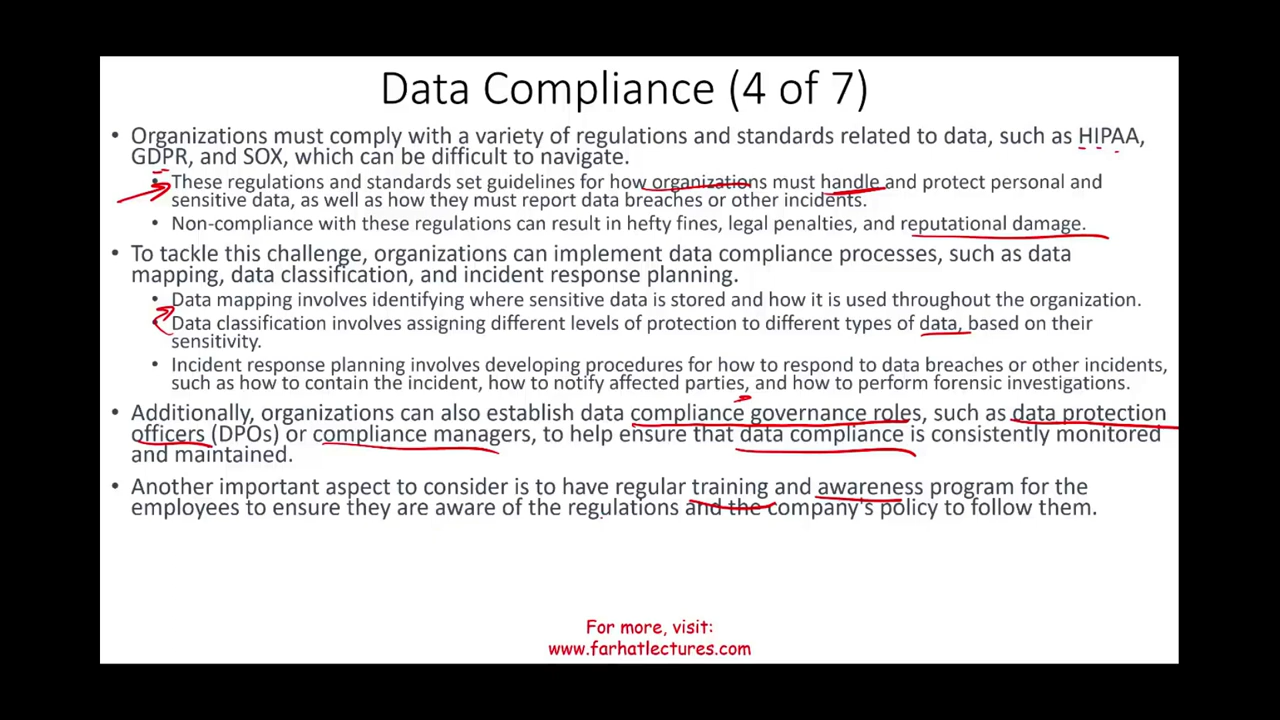 Data Compliance (4 of 7)
• Organizations must comply with a variety of regulations and standards related to data, such as HIPAA,
GDPR, and SOX, which can be difficult to navigate.
• These regulations and standards set guidelines for how organizations must handle and protect personal and
sensitive data, as well as how they must report data breaches or other incidents.
• Non-compliance with these regulations can result in hefty fines, legal penalties, and reputational damage.
• To tackle this challenge, organizations can implement data compliance processes, such as data
mapping, data classification, and incident response planning.
• Data mapping involves identifying where sensitive data is stored and how it is used throughout the organization.
• Data classification involves assigning different levels of protection to different types of data, based on their
sensitivity.
• Incident response planning involves developing procedures for how to respond to data breaches or other incidents,
such as how to contain the incident, how to notify affected parties, and how to perform forensic investigations.
• Additionally, organizations can also establish data compliance governance roles, such as data protection
officers (DPOs) or compliance managers, to help ensure that data compliance is consistently monitored
and maintained.
• Another important aspect to consider is to have regular training and awareness program for the
employees to ensure they are aware of the regulations and the company's policy to follow them.
For more, visit:
www.farhatlectures.com